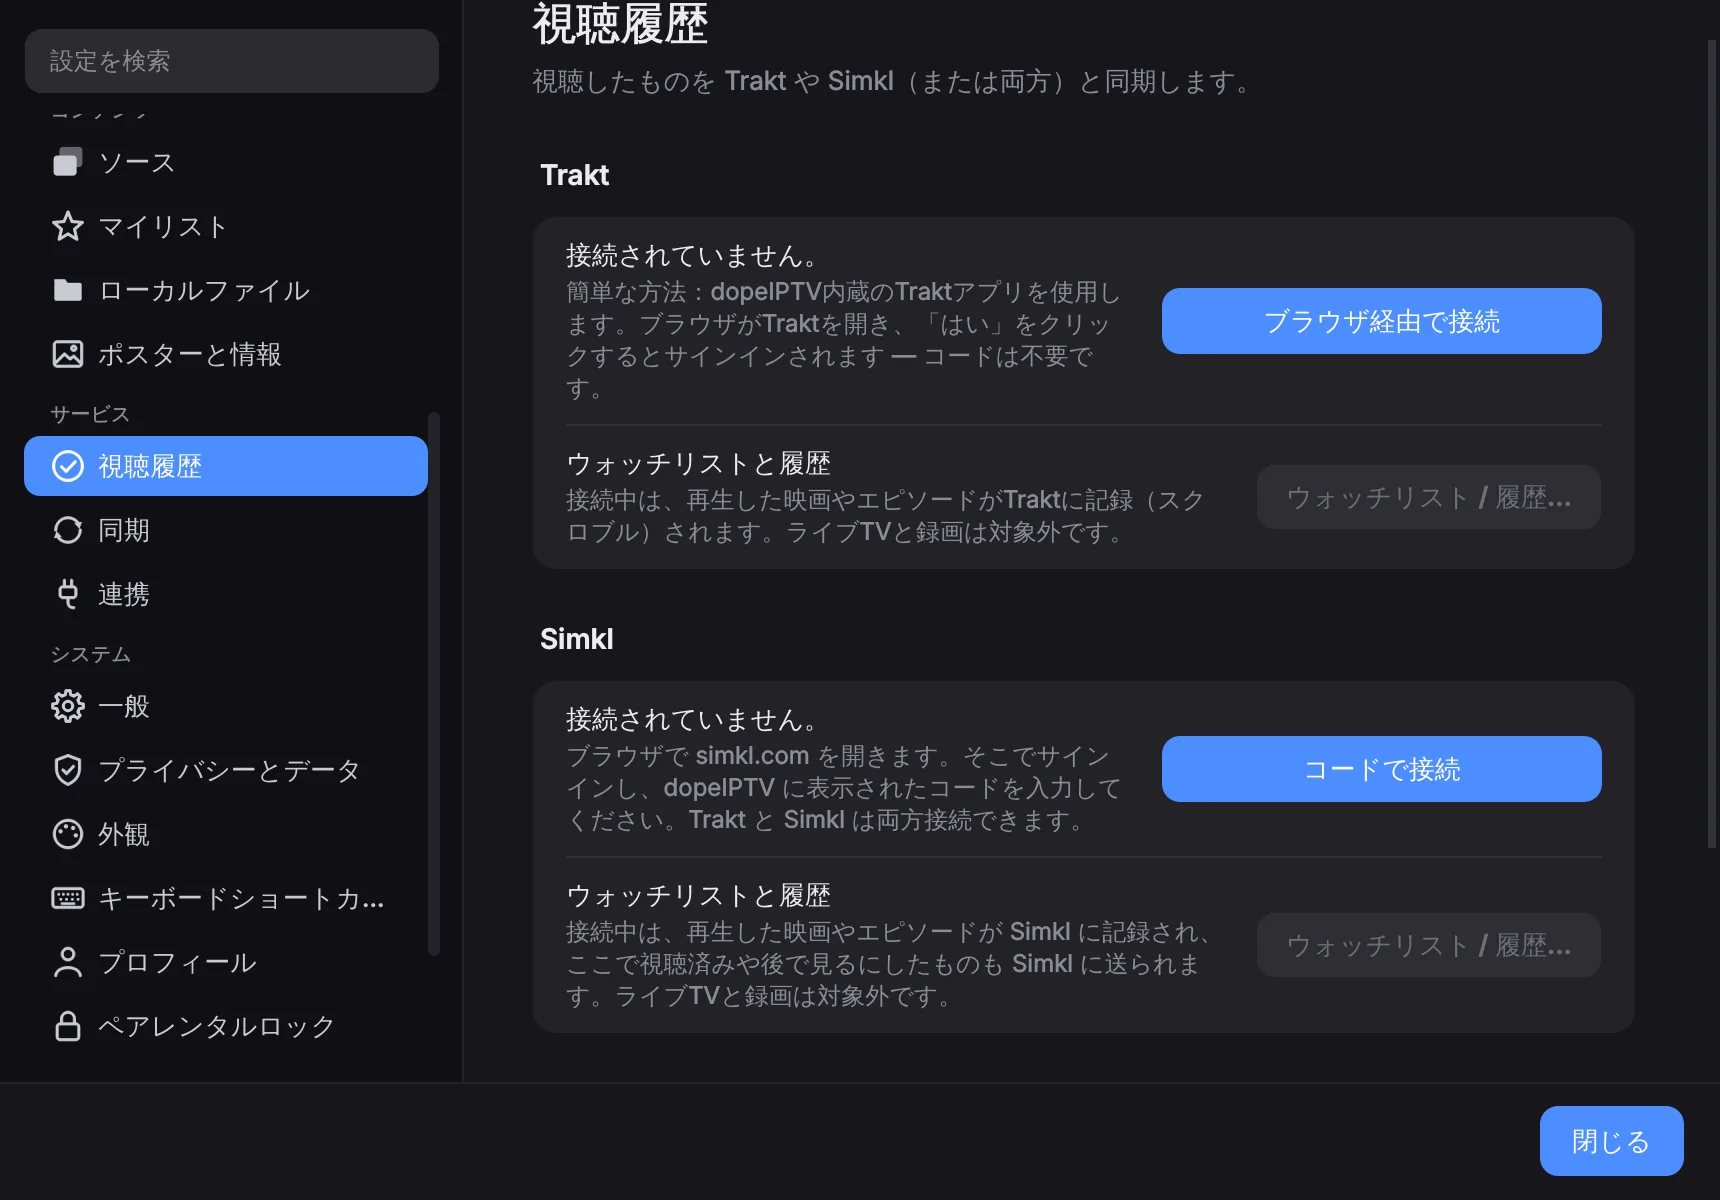 設定を検索
コンテンツ
ソース
マイリスト
ローカルファイル
ポスターと情報
サービス
視聴履歴
同期
連携
システム
一般
プライバシーとデータ
外観
キーボードショートカ...
プロフィール
ペアレンタルロック
視聴履歴
視聴したものを Trakt や Simkl（または両方）と同期します。
Trakt
接続されていません。
簡単な方法：dopeIPTV内蔵のTraktアプリを使用し
ます。ブラウザがTraktを開き、「はい」をクリッ
クするとサインインされます — コードは不要で
す。
ブラウザ経由で接続
ウォッチリストと履歴
接続中は、再生した映画やエピソードがTraktに記録（スク
ロブル）されます。ライブTVと録画は対象外です。
ウォッチリスト / 履歴...
Simkl
接続されていません。
ブラウザで simkl.com を開きます。そこでサイン
インし、dopeIPTV に表示されたコードを入力して
ください。Trakt と Simkl は両方接続できます。
コードで接続
ウォッチリストと履歴
接続中は、再生した映画やエピソードが Simkl に記録され、
ここで視聴済みや後で見るにしたものも Simkl に送られま
す。ライブTVと録画は対象外です。
ウォッチリスト / 履歴...
閉じる